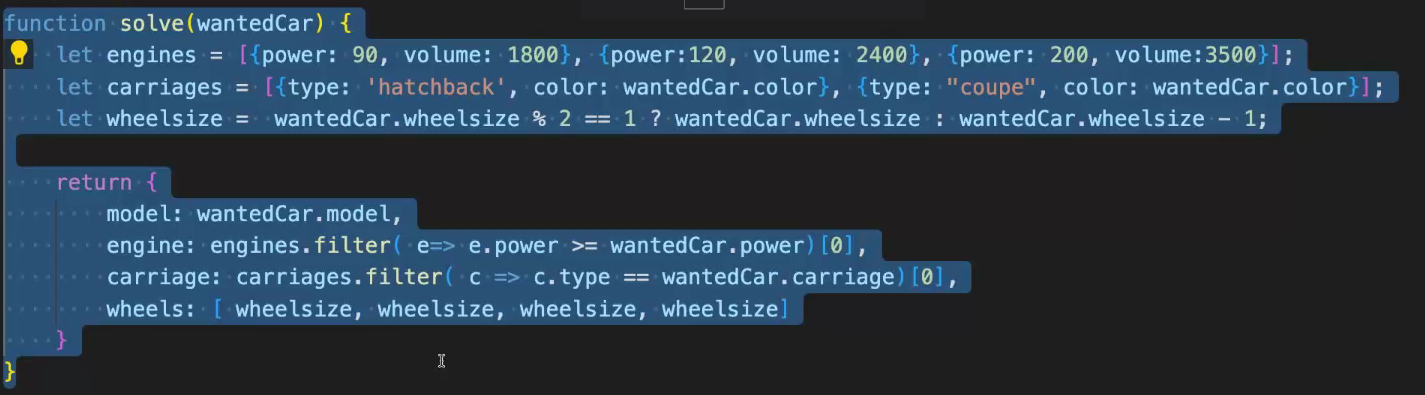 function solve(wantedCar) {
let engines = [{power: 90, volume: 1800}, {power:120, volume: 2400}, {power: 200, volume:3500}];
let carriages = [{type: 'hatchback', color: wantedCar.color}, {type: "coupe", color: wantedCar.color}];
let wheelsize =  wantedCar.wheelsize % 2 == 1 ? wantedCar.wheelsize : wantedCar.wheelsize - 1;
return {
model: wantedCar.model,
engine: engines.filter( e=> e.power >= wantedCar.power)[0],
carriage: carriages.filter( c => c.type == wantedCar.carriage)[0],
wheels: [ wheelsize, wheelsize, wheelsize, wheelsize]
}
}